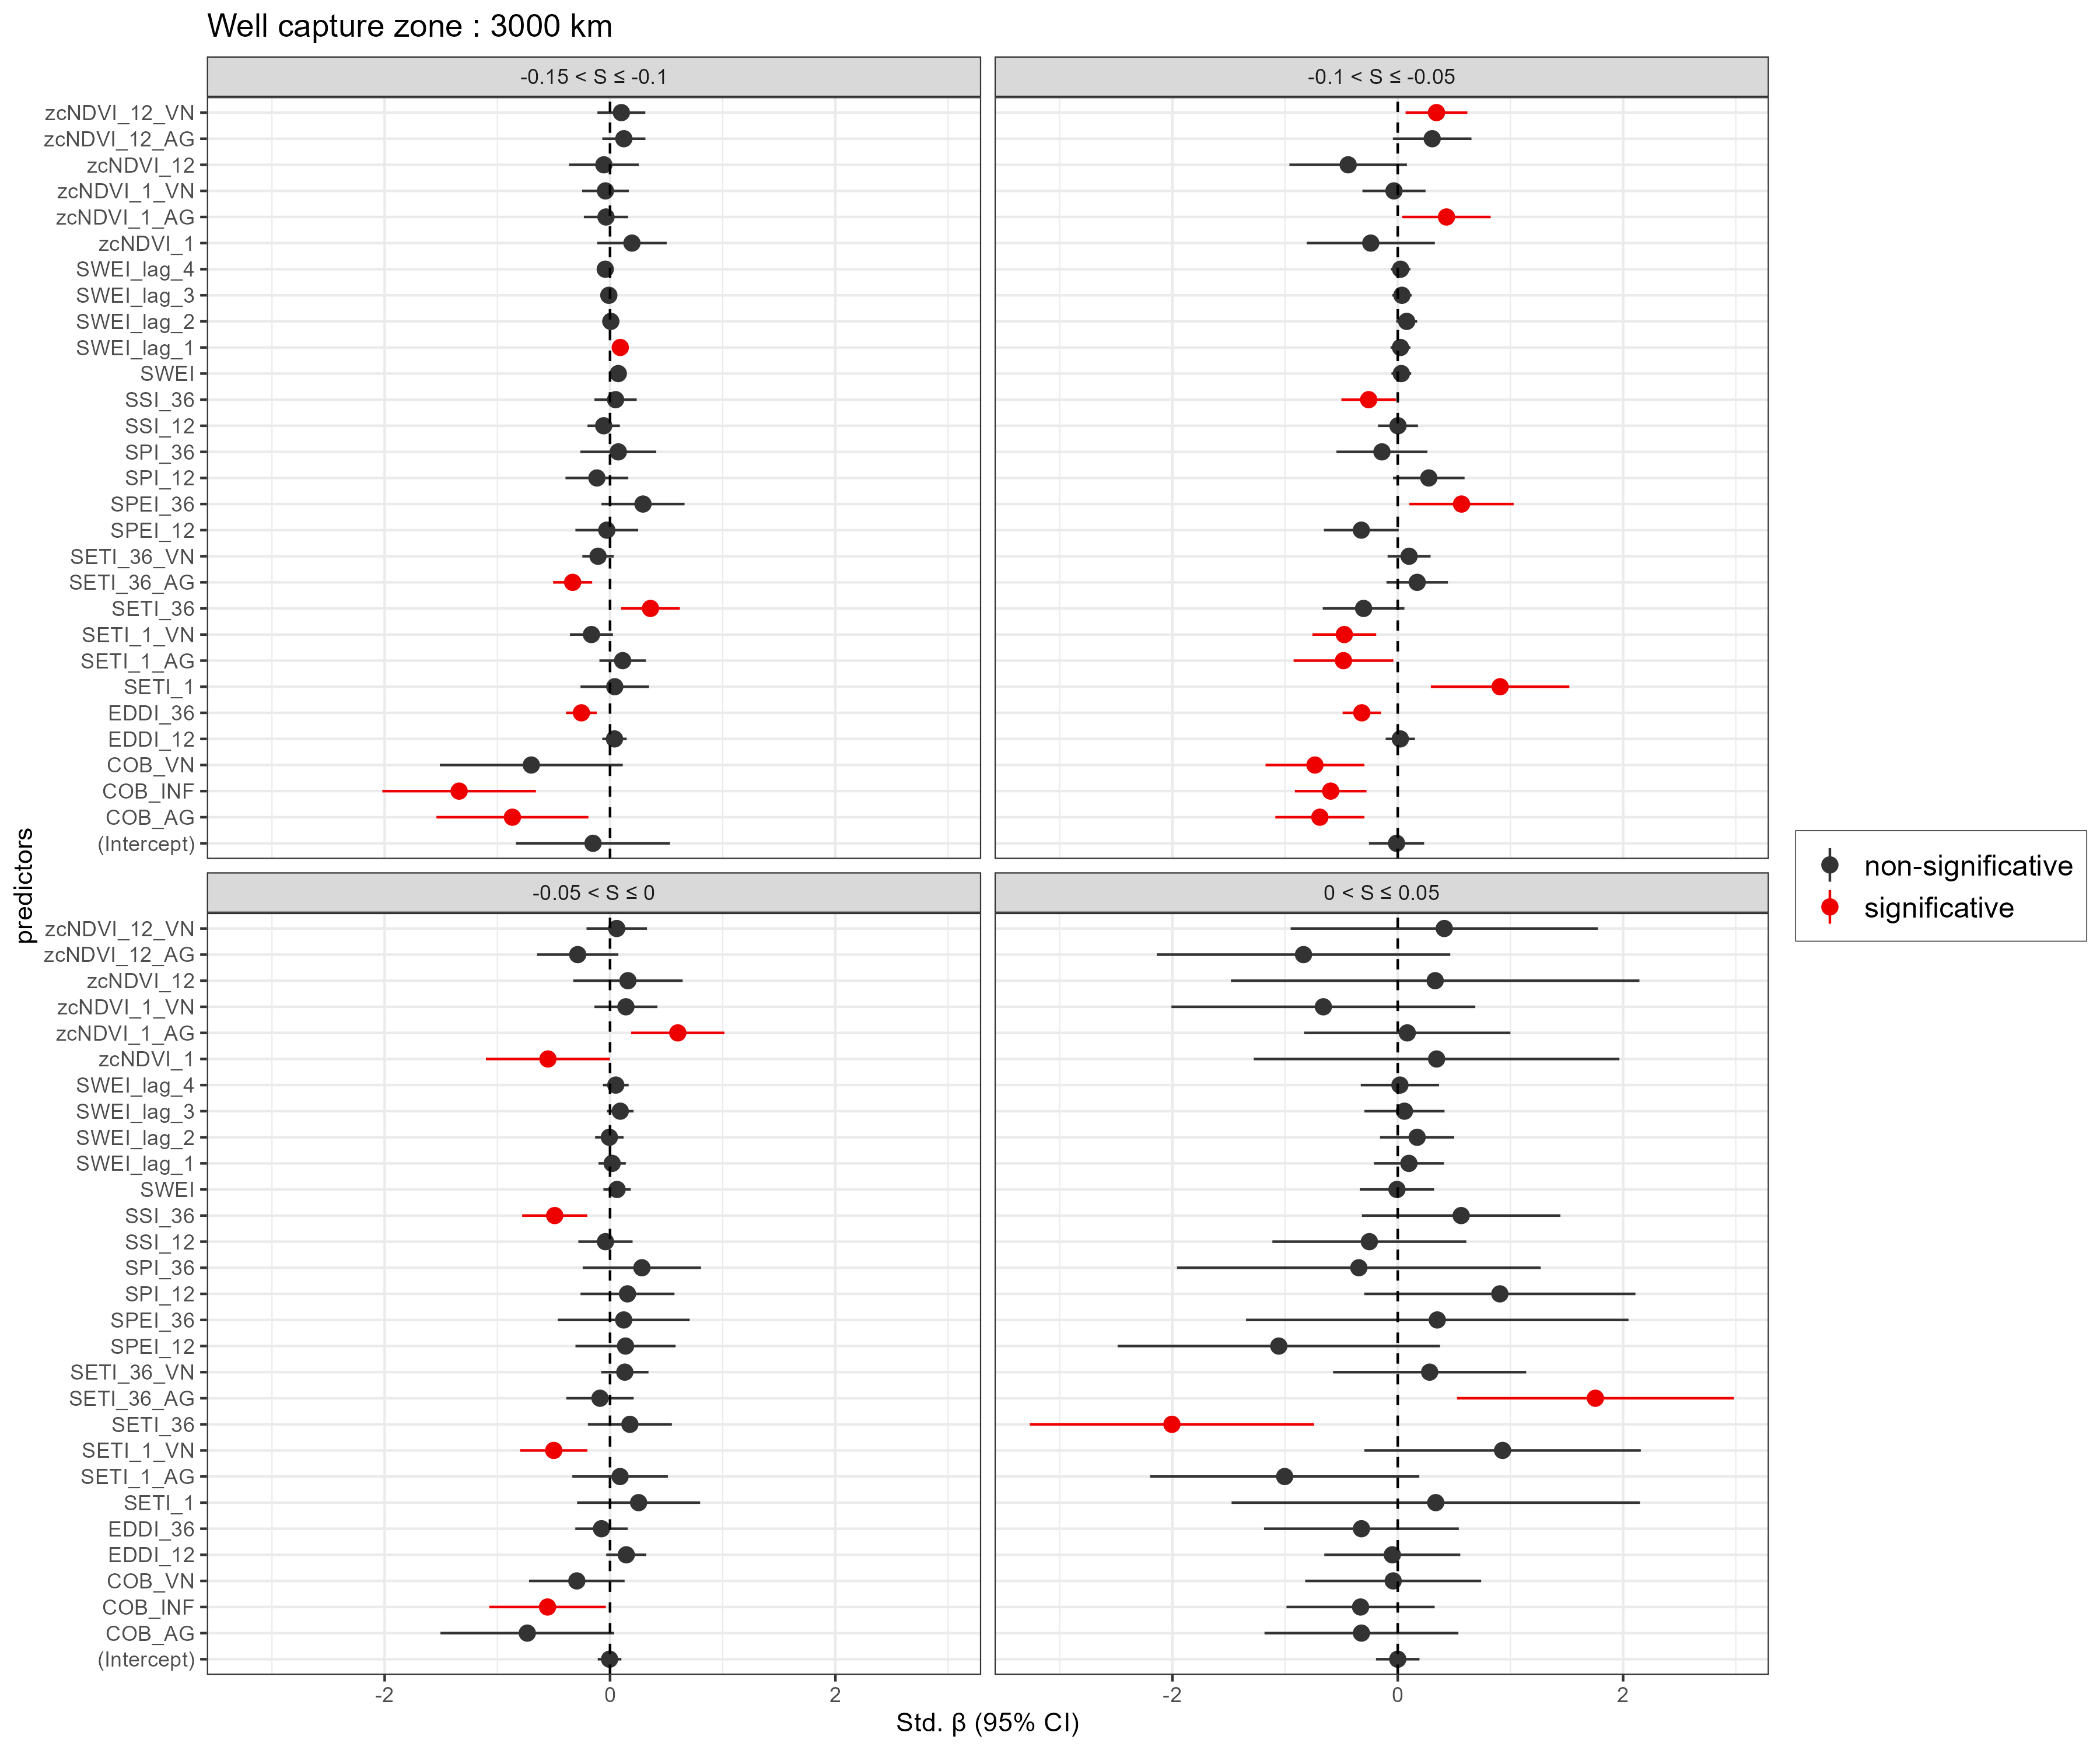 Well capture zone : 3000 km
-0.15 < S ≤ -0.1
-0.1 < S ≤ -0.05
zcNDVI_12_VN
zcNDVI_12_AG
zcNDVI_12
zcNDVI_1_VN
zcNDVI_1_AG
zcNDVI_1
SWEI_lag_4
SWEI_lag_3
SWEI_lag_2
SWEI_lag_1
SWEI
SSI_36
SSI_12
SPI_36
SPI_12
SPEI_36
SPEI_12
SETI_36_VN
SETI_36_AG
SETI_36
SETI_1_VN
SETI_1_AG
SETI_1
EDDI_36
EDDI_12
COB_VN
COB_INF
COB_AG
(Intercept)
predictors
non-significative
significative
-0.05 < S ≤ 0
0 < S ≤ 0.05
zcNDVI_12_VN
zcNDVI_12_AG
zcNDVI_12
zcNDVI_1_VN
zcNDVI_1_AG
zcNDVI_1
SWEI_lag_4
SWEI_lag_3
SWEI_lag_2
SWEI_lag_1
SWEI
SSI_36
SSI_12
SPI_36
SPI_12
SPEI_36
SPEI_12
SETI_36_VN
SETI_36_AG
SETI_36
SETI_1_VN
SETI_1_AG
SETI_1
EDDI_36
EDDI_12
COB_VN
COB_INF
COB_AG
(Intercept)
-2 0 2 -2 0 2
Std. β (95% CI)